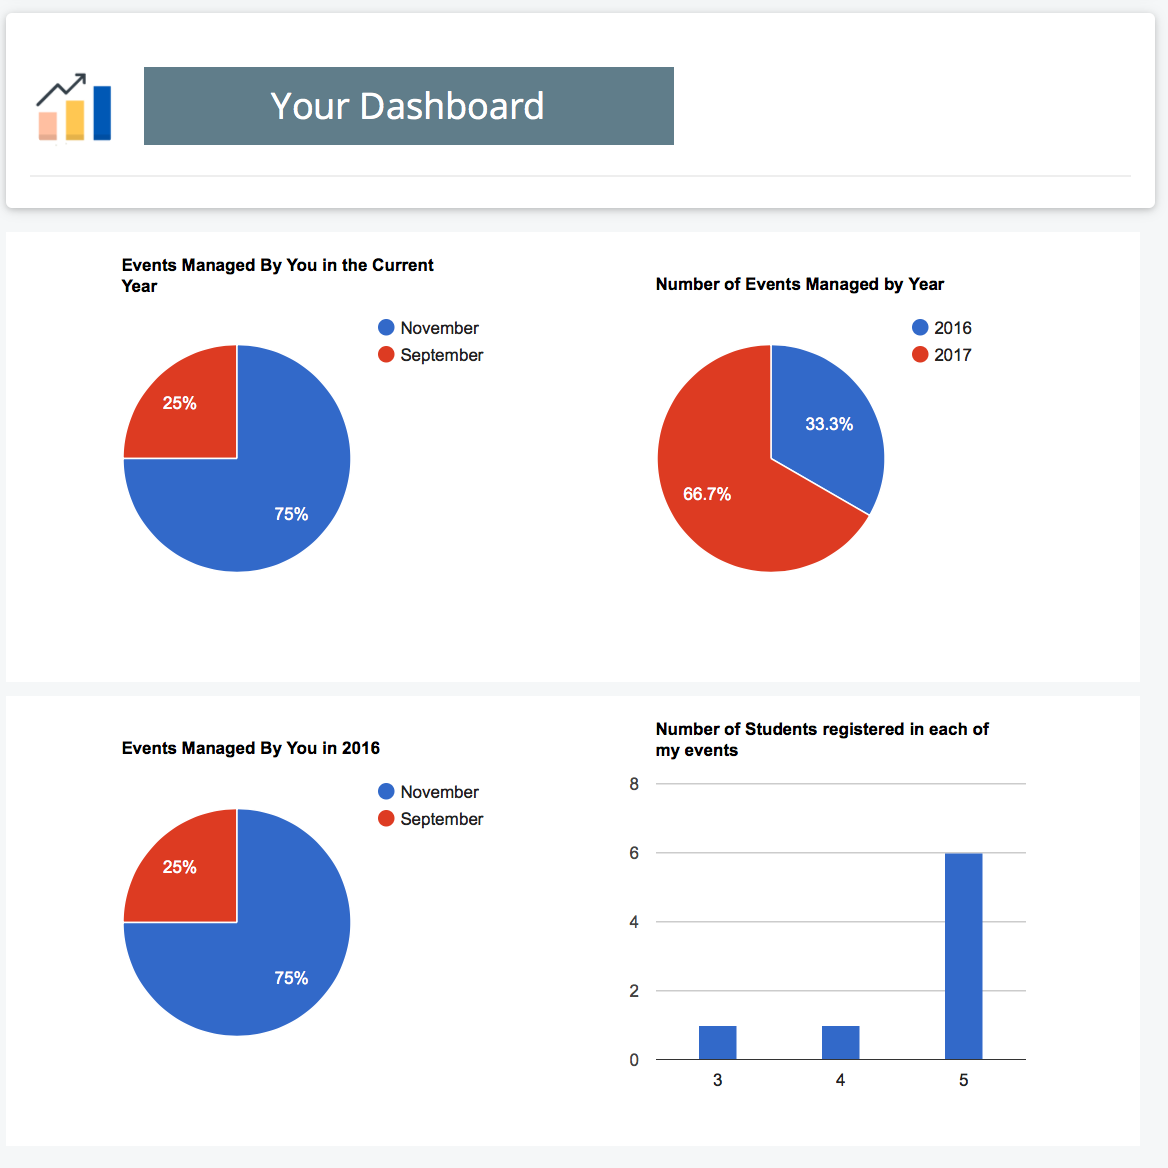 Your Dashboard
Events Managed By You in the Current
Year
November
September
25%
75%
Number of Events Managed by Year
2016
2017
33.3%
66.7%
Events Managed By You in 2016
November
September
25%
75%
Number of Students registered in each of
my events
8
6
4
2
0
3
4
5